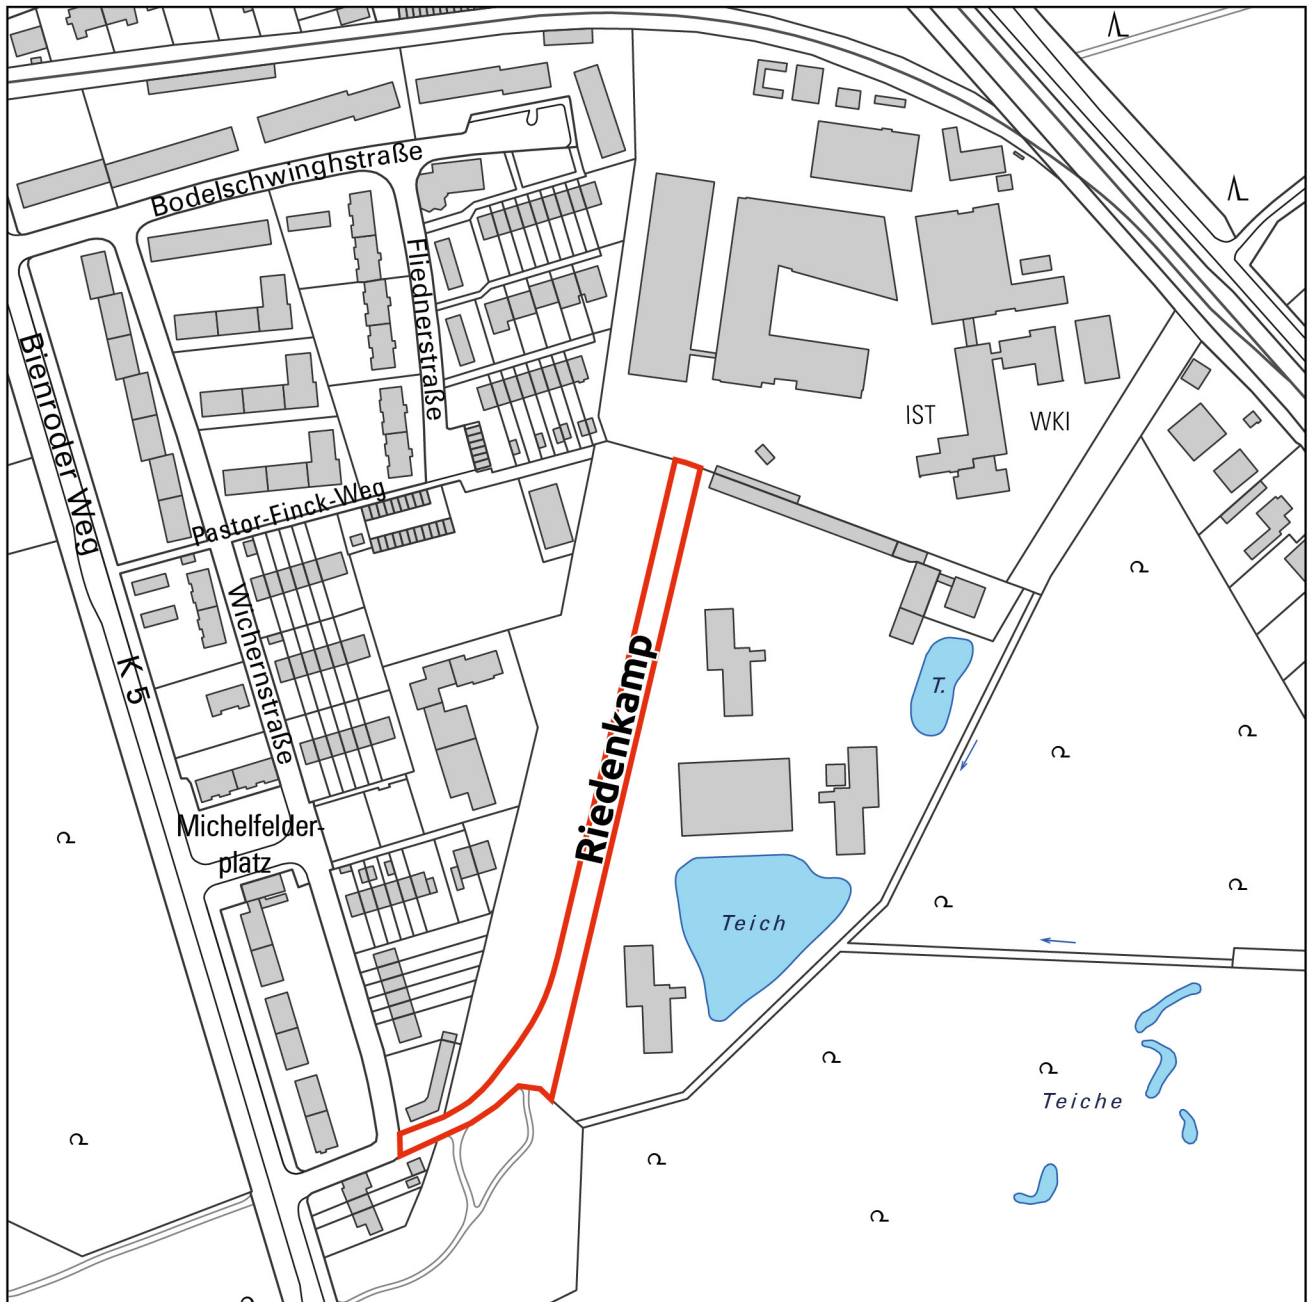 Bodelschwinghstraße
Fliednerstraße
Bienroder Weg
IST
WKI
Pastor-Finck-Weg
Wichernstraße
K 5
Riedenkamp
T.
Michelfelder-
platz
Teich
Teiche